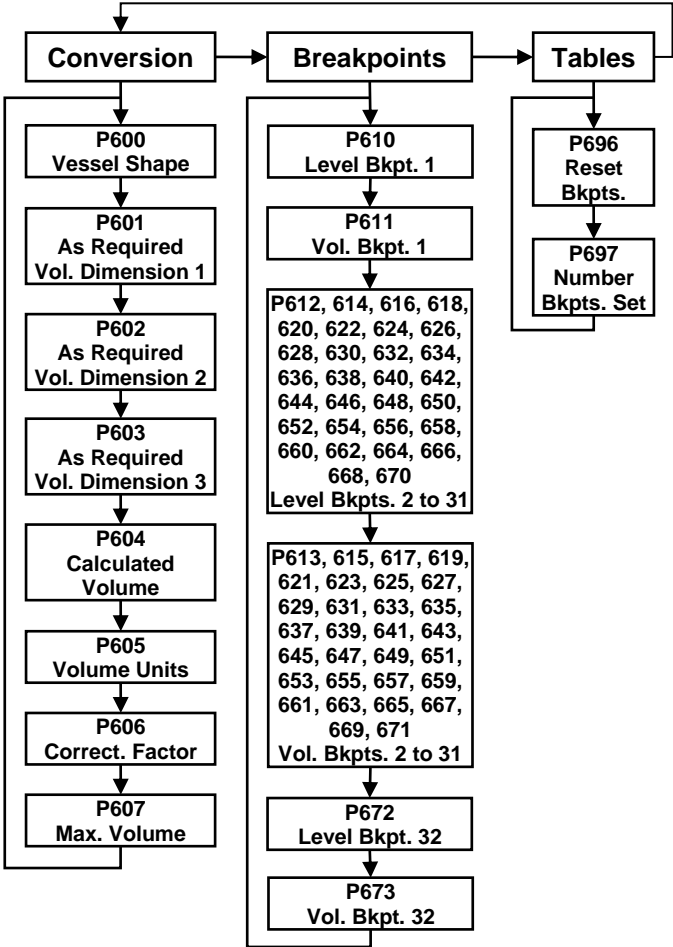 Conversion
Breakpoints
Tables
P600
Vessel Shape
P601
As Required
Vol. Dimension 1
P602
As Required
Vol. Dimension 2
P603
As Required
Vol. Dimension 3
P604
Calculated
Volume
P605
Volume Units
P606
Correct. Factor
P607
Max. Volume
P610
Level Bkpt. 1
P611
Vol. Bkpt. 1
P612, 614, 616, 618,
620, 622, 624, 626,
628, 630, 632, 634,
636, 638, 640, 642,
644, 646, 648, 650,
652, 654, 656, 658,
660, 662, 664, 666,
668, 670
Level Bkpts. 2 to 31
P613, 615, 617, 619,
621, 623, 625, 627,
629, 631, 633, 635,
637, 639, 641, 643,
645, 647, 649, 651,
653, 655, 657, 659,
661, 663, 665, 667,
669, 671
Vol. Bkpts. 2 to 31
P672
Level Bkpt. 32
P673
Vol. Bkpt. 32
P696
Reset
Bkpts.
P697
Number
Bkpts. Set